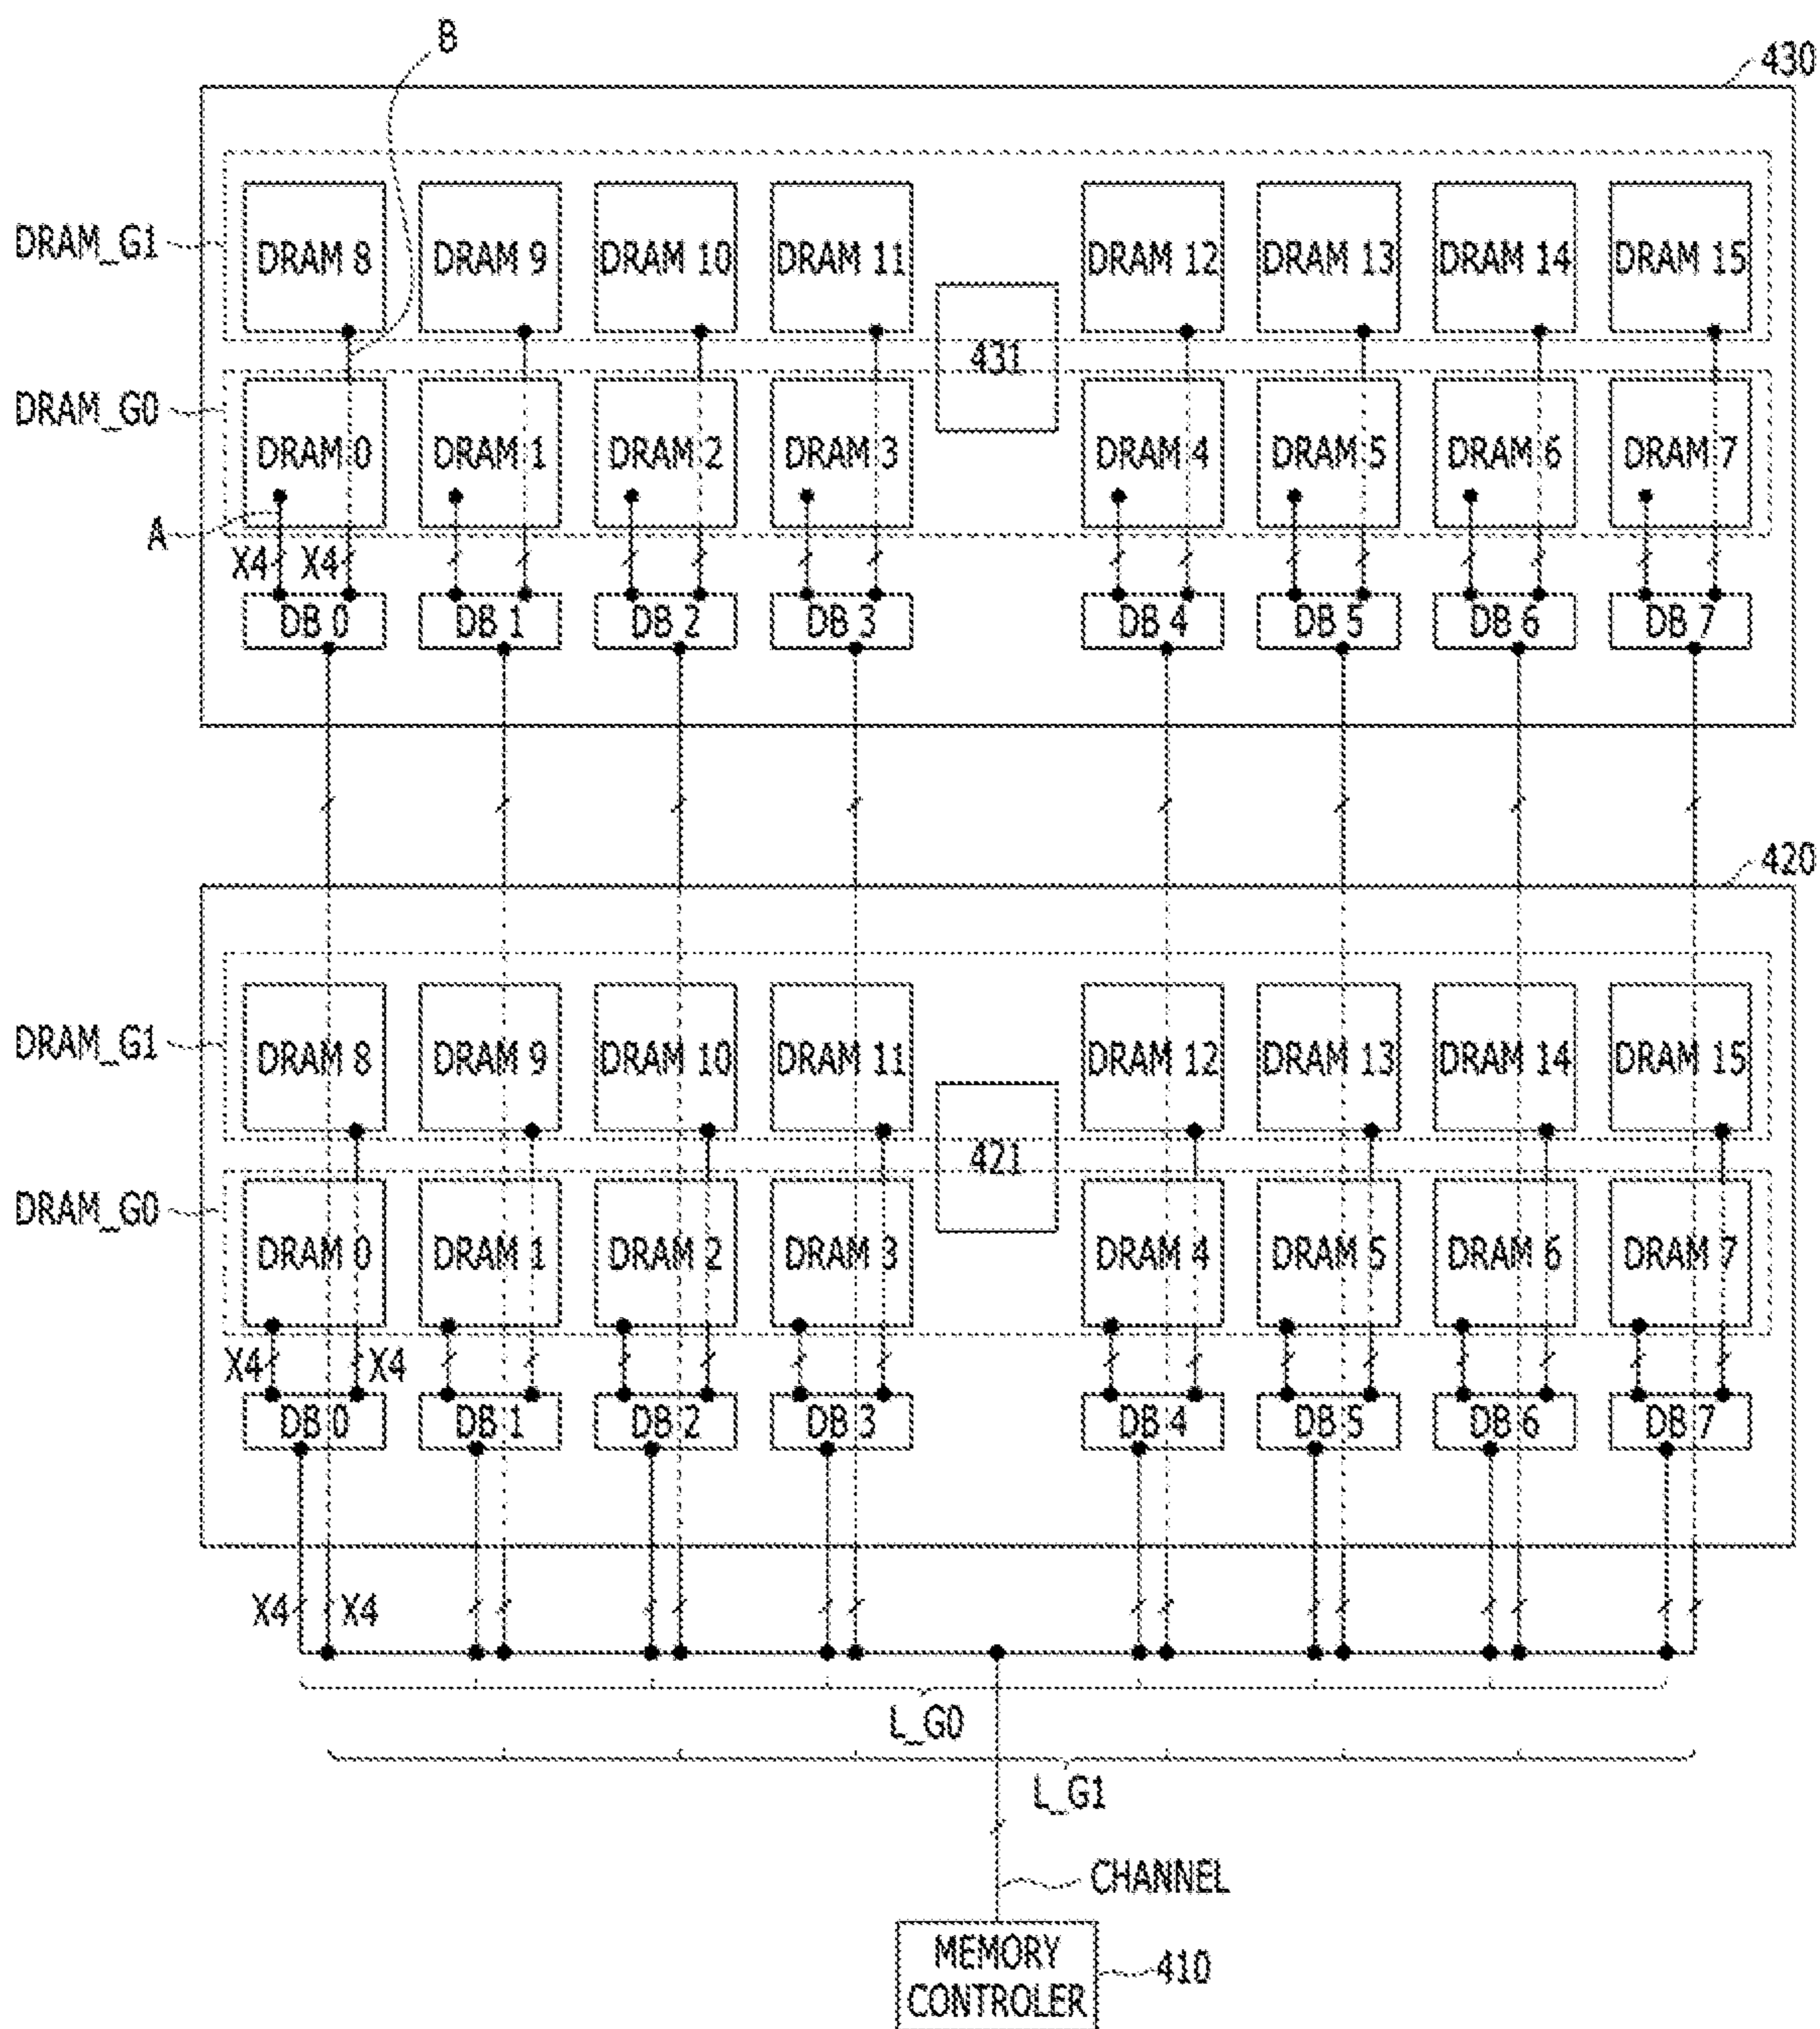 B
430
DRAM_G1
DRAM 8 DRAM 9 DRAM 10 DRAM 11 DRAM 12 DRAM 13 DRAM 14 DRAM 15
431
DRAM_G0
DRAM 0 DRAM 1 DRAM 2 DRAM 3 DRAM 4 DRAM 5 DRAM 6 DRAM 7
A
X4 X4
DB 0 DB 1 DB 2 DB 3 DB 4 DB 5 DB 6 DB 7
420
DRAM_G1
DRAM 8 DRAM 9 DRAM 10 DRAM 11 DRAM 12 DRAM 13 DRAM 14 DRAM 15
421
DRAM_G0
DRAM 0 DRAM 1 DRAM 2 DRAM 3 DRAM 4 DRAM 5 DRAM 6 DRAM 7
X4 X4
DB 0 DB 1 DB 2 DB 3 DB 4 DB 5 DB 6 DB 7
X4 X4
L_G0
L_G1
CHANNEL
MEMORY
CONTROLER
410